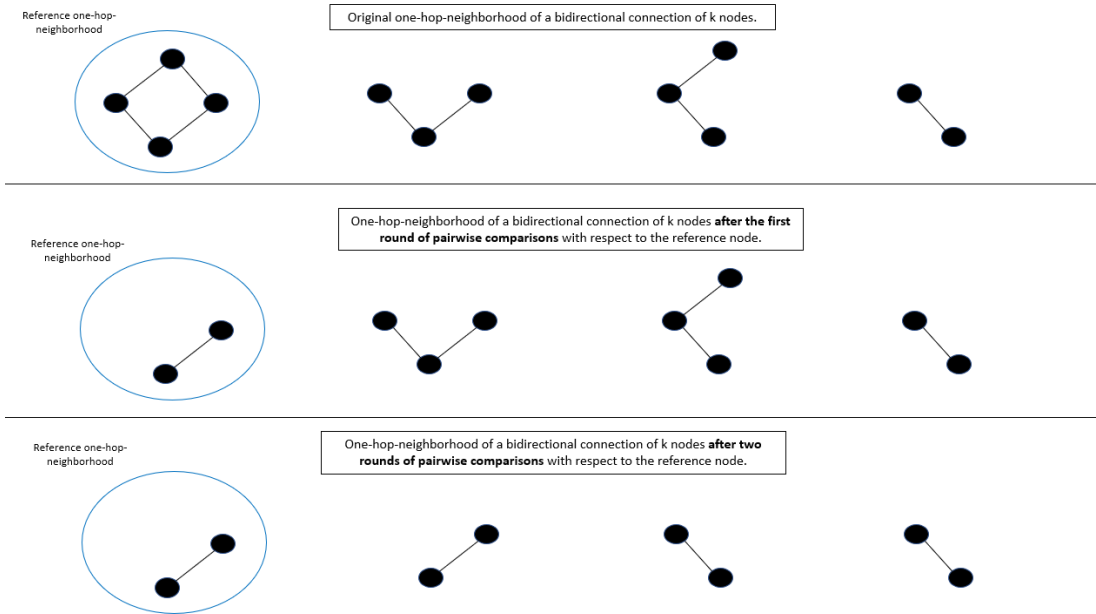 Reference one-hop-
neighborhood
Original one-hop-neighborhood of a bidirectional connection of k nodes.
Reference one-hop-
neighborhood
One-hop-neighborhood of a bidirectional connection of k nodes after the first
round of pairwise comparisons with respect to the reference node.
Reference one-hop-
neighborhood
One-hop-neighborhood of a bidirectional connection of k nodes after two
rounds of pairwise comparisons with respect to the reference node.